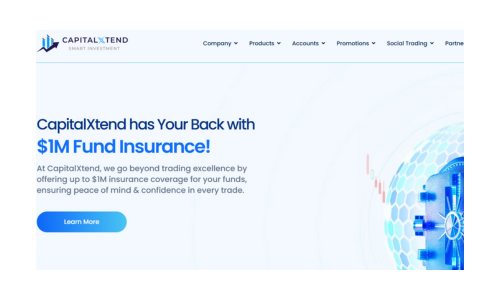 CAPITALXTEND
SMART INVESTMENT
Company Products Accounts Promotions Social Trading Partne
CapitalXtend has Your Back with
$1M Fund Insurance!
At CapitalXtend, we go beyond trading excellence by
offering up to $1M insurance coverage for your funds,
ensuring peace of mind & confidence in every trade.
Learn More